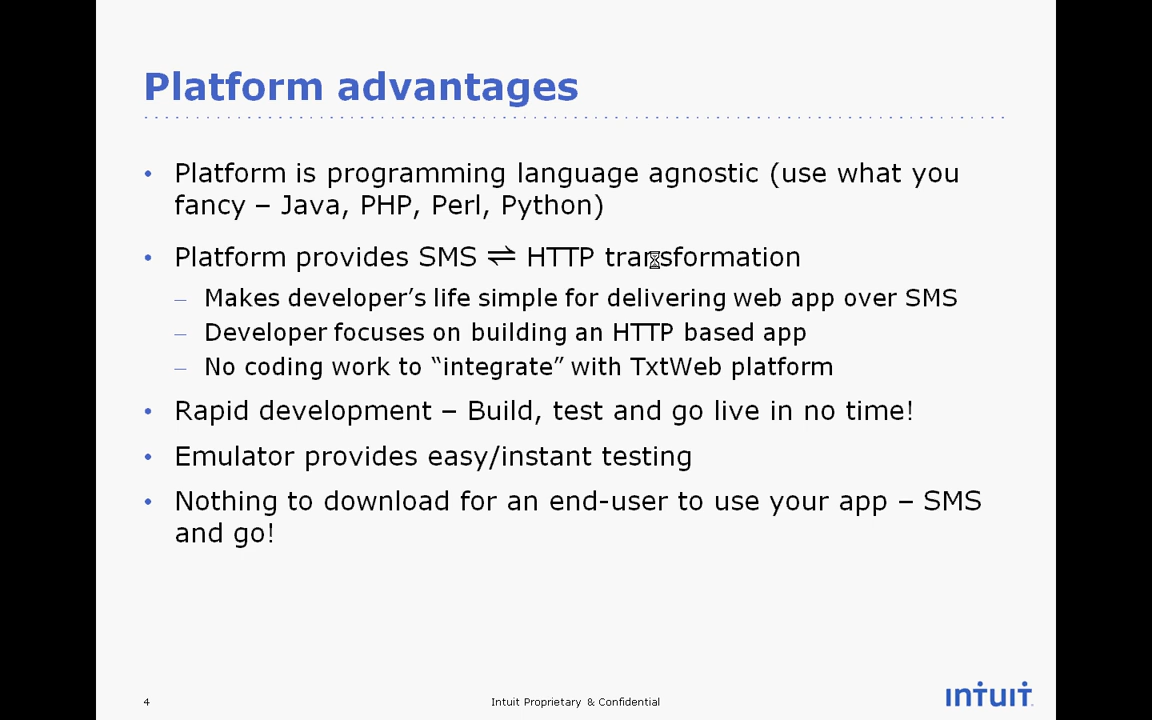 Platform advantages
• Platform is programming language agnostic (use what you
fancy – Java, PHP, Perl, Python)
• Platform provides SMS ⇌ HTTP transformation
– Makes developer’s life simple for delivering web app over SMS
– Developer focuses on building an HTTP based app
– No coding work to “integrate” with TxtWeb platform
• Rapid development – Build, test and go live in no time!
• Emulator provides easy/instant testing
• Nothing to download for an end-user to use your app – SMS
and go!
4
Intuit Proprietary & Confidential
INTUIT